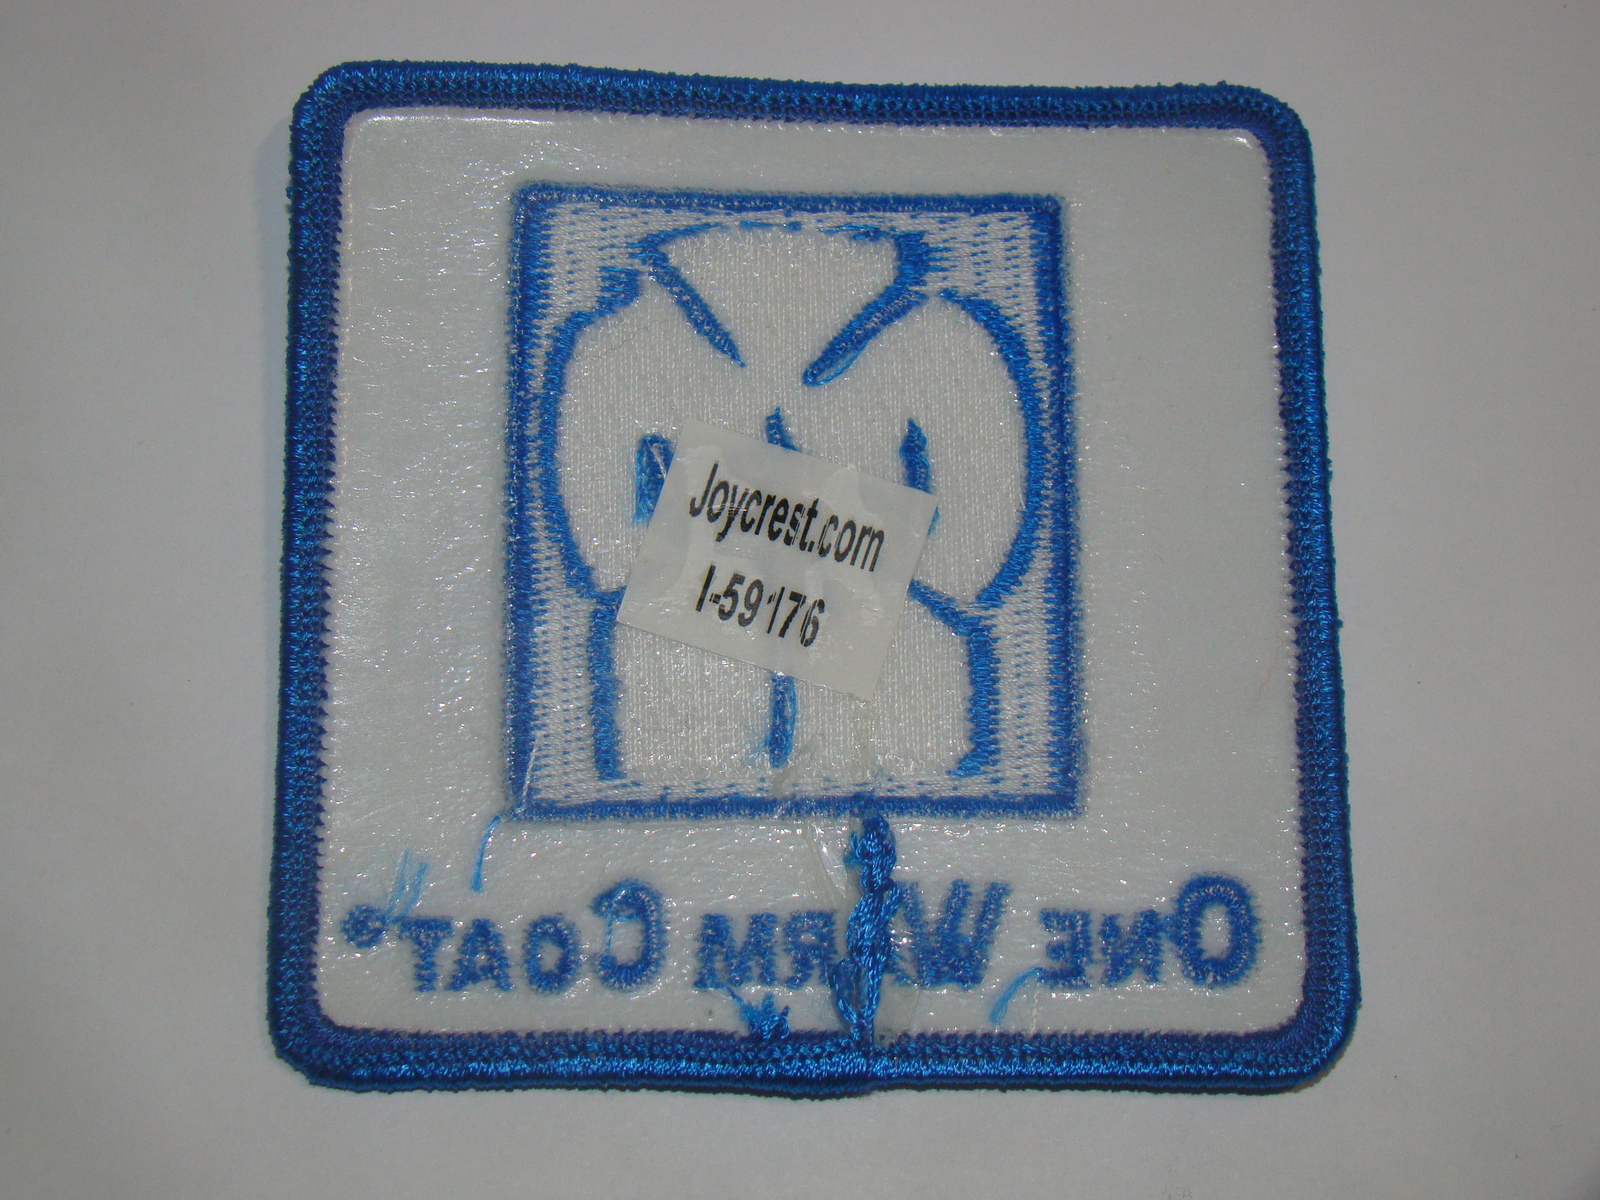 Joycrest.com
I-59176
ONE WARM COAT®